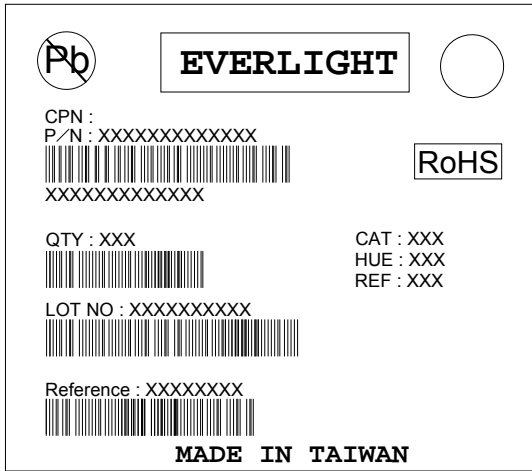 Pb
EVERLIGHT
CPN :
P/N : XXXXXXXXXXXXX
RoHS
XXXXXXXXXXXXX
QTY : XXX
CAT : XXX
HUE : XXX
REF : XXX
LOT NO : XXXXXXXXXX
Reference : XXXXXXXX
MADE IN TAIWAN